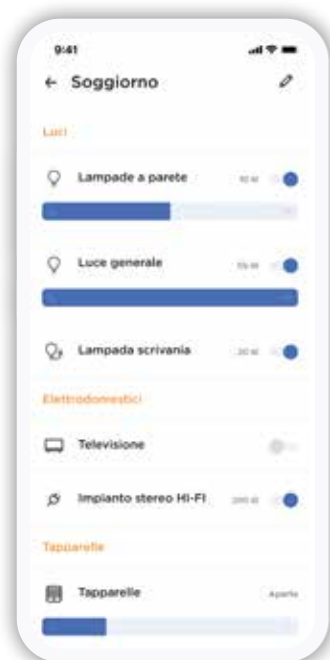 9:41
Soggiorno
Luci
Lampade a parete
Luce generale
Lampada scrivania
Elettrodomestici
Televisione
Impianto stereo HI-FI
Tapparelle
Tapparelle
Aperte